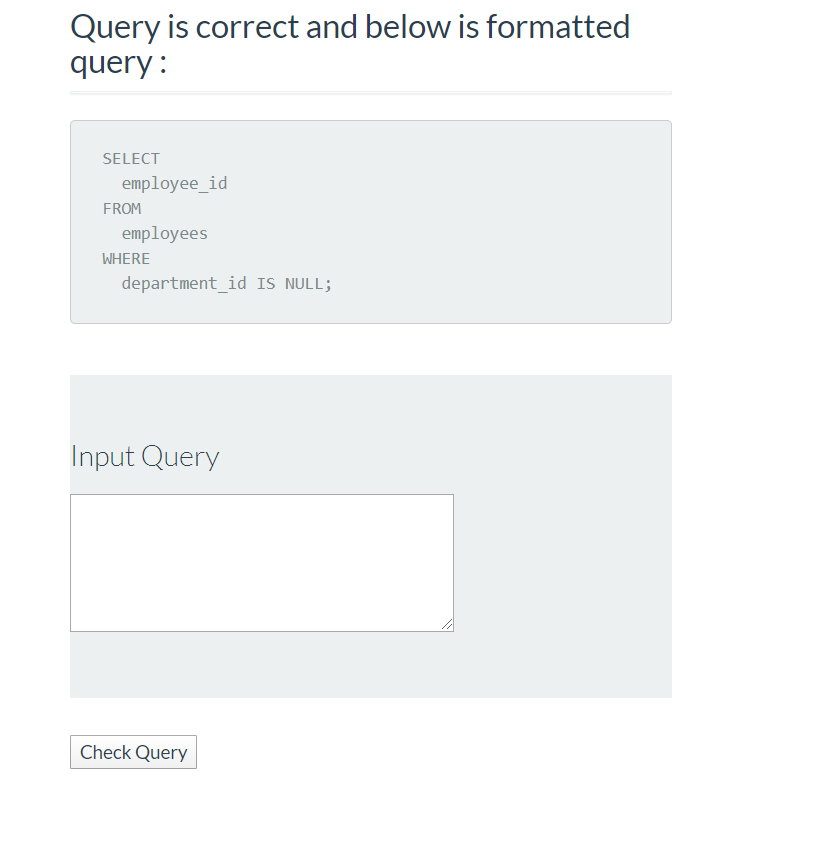 Query is correct and below is formatted
query :
SELECT
  employee_id
FROM
  employees
WHERE
  department_id IS NULL;
Input Query
Check Query